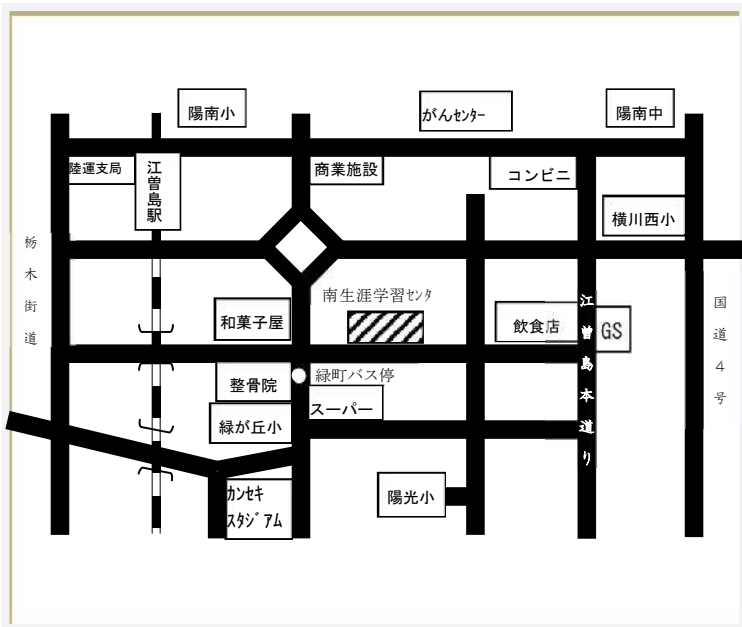 陽南小
がんセンター
陽南中
陸運支局
江曽島駅
商業施設
コンビニ
横川西小
栃木街道
南生涯学習センタ
和菓子屋
飲食店
江曽島本通り
GS
国道4号
整骨院
緑町バス停
スーパー
緑が丘小
カンセキ
スタジアム
陽光小